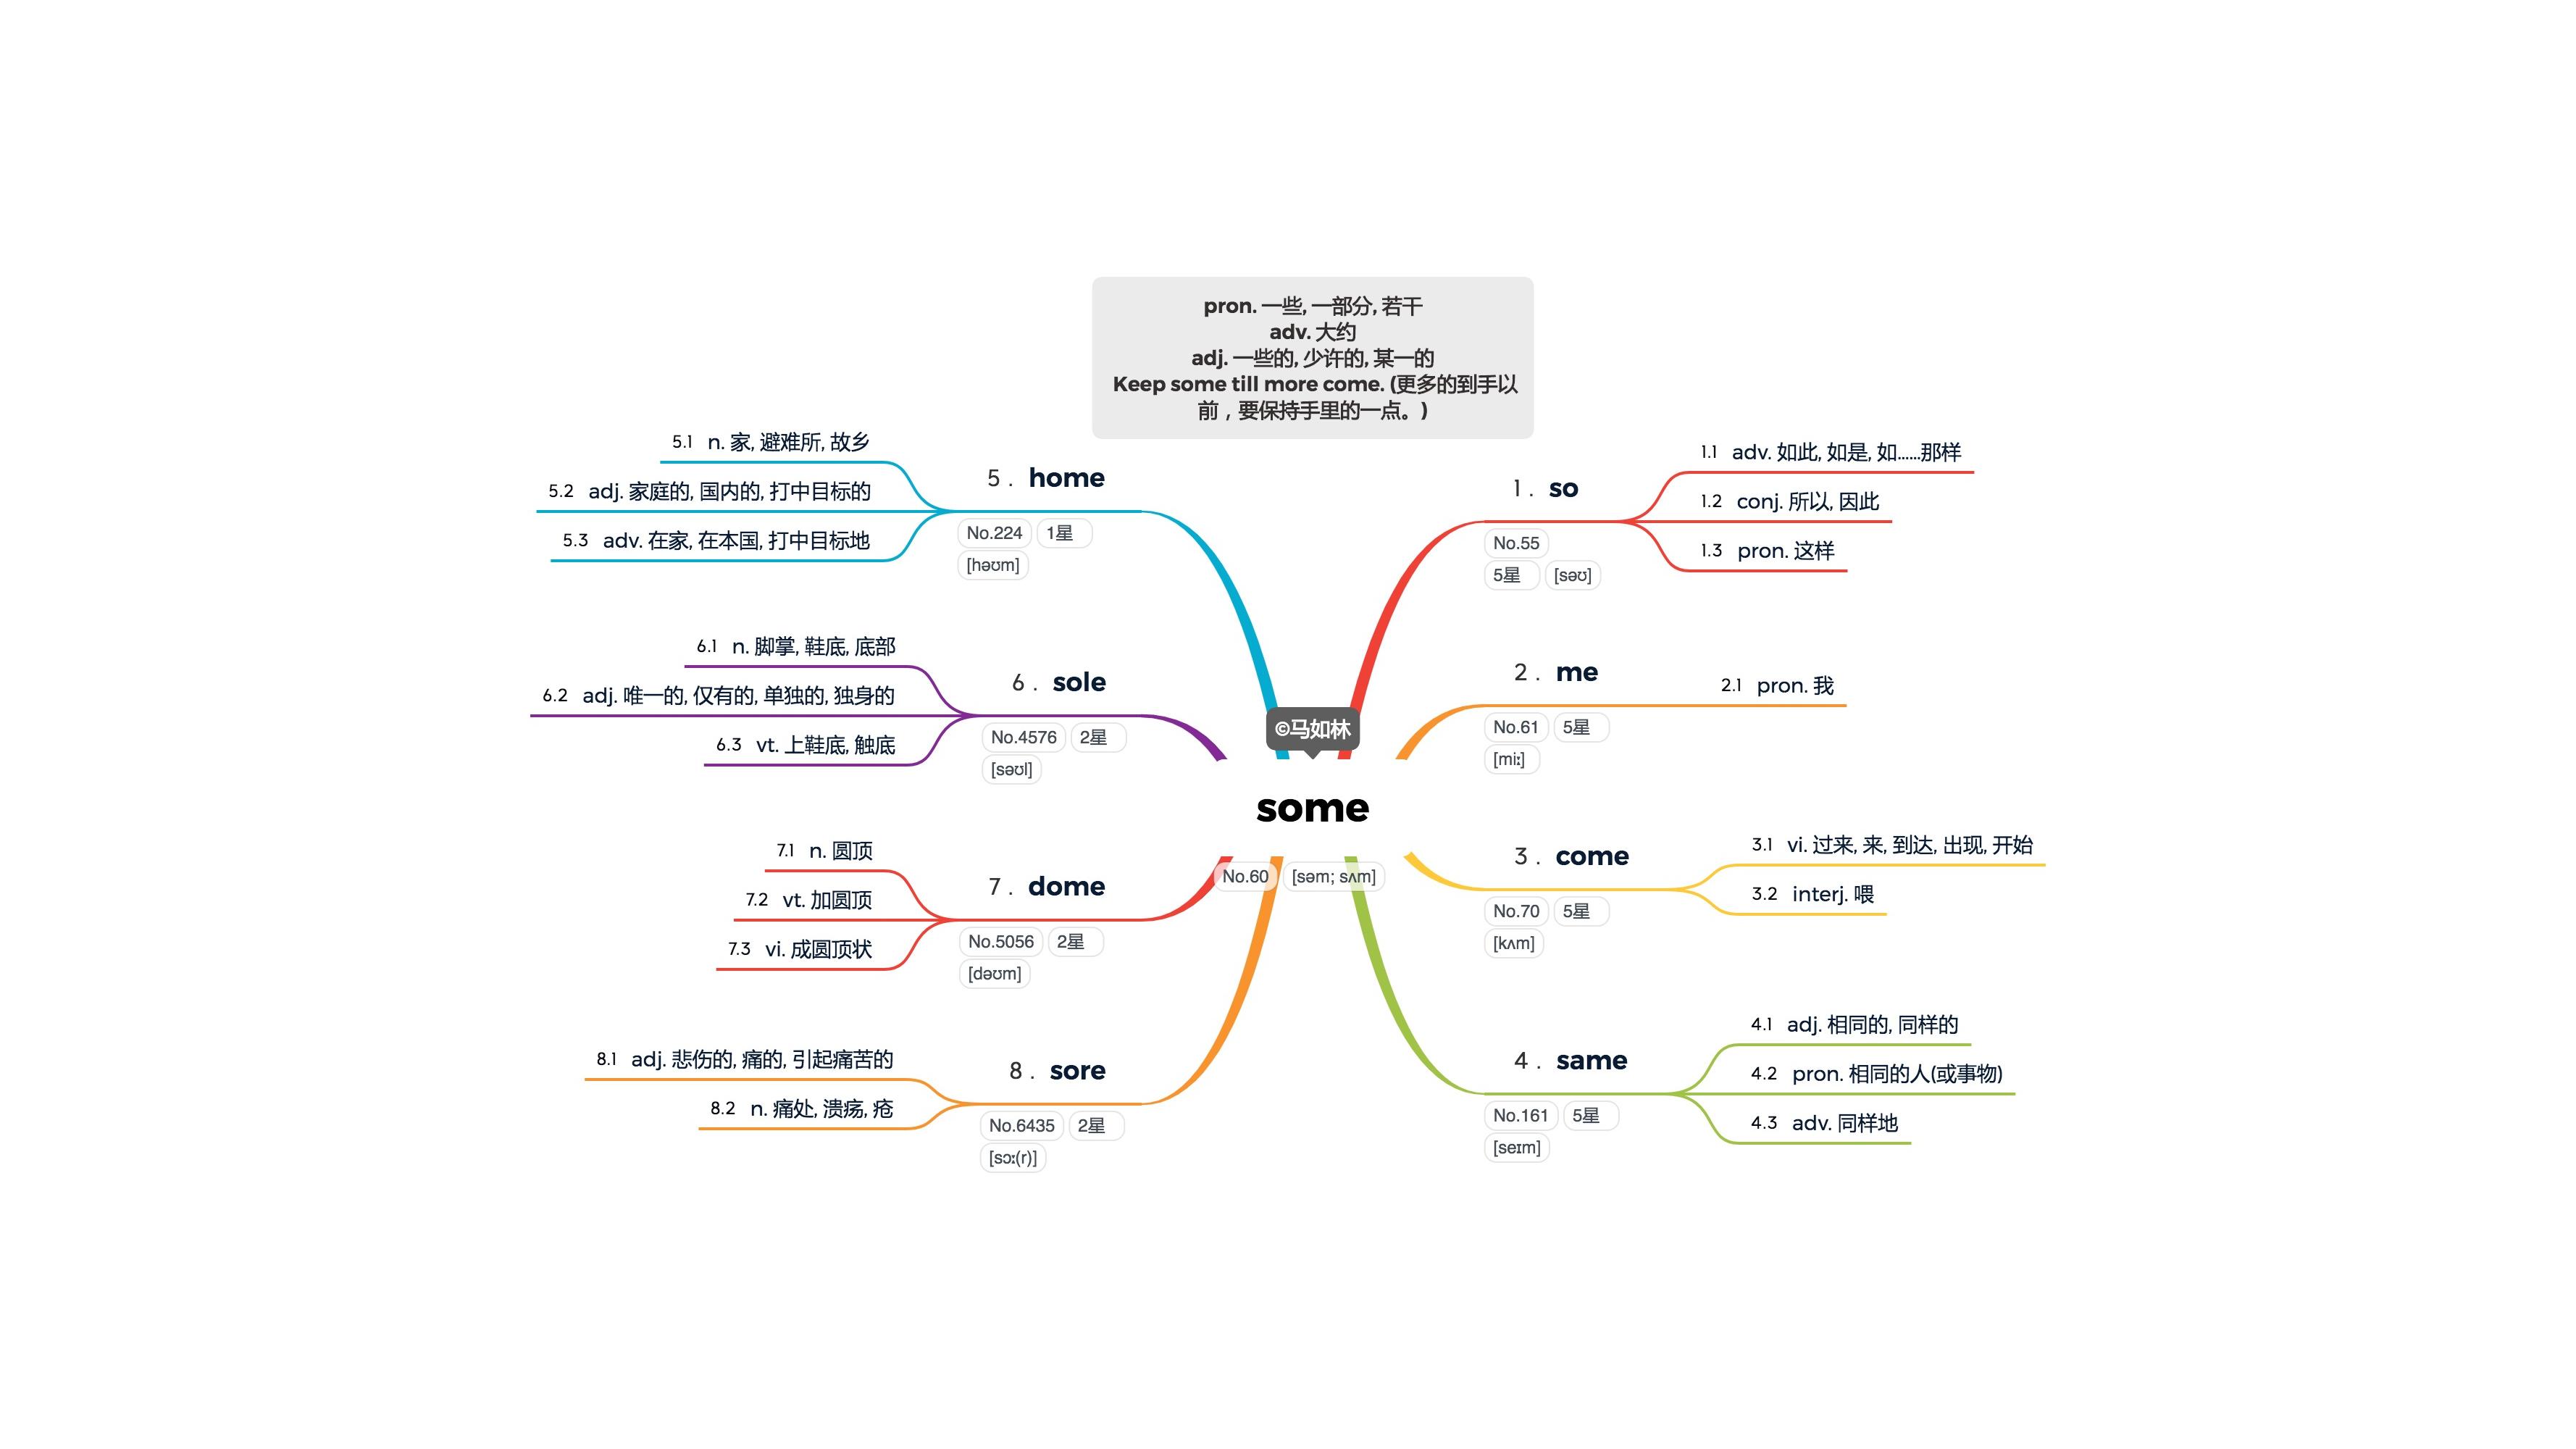 pron. 一些, 一部分, 若干
adv. 大约
adj. 一些的, 少许的, 某一的
Keep some till more come. (更多的到手以
前，要保持手里的一点。)
©马如林
some
No.60 [səm; sʌm]
1 . so
No.55
5星 [səʊ]
1.1 adv. 如此, 如是, 如……那样
1.2 conj. 所以, 因此
1.3 pron. 这样
2 . me
No.61 5星
[miː]
2.1 pron. 我
3 . come
No.70 5星
[kʌm]
3.1 vi. 过来, 来, 到达, 出现, 开始
3.2 interj. 喂
4 . same
No.161 5星
[seɪm]
4.1 adj. 相同的, 同样的
4.2 pron. 相同的人(或事物)
4.3 adv. 同样地
5 . home
No.224 1星
[həʊm]
5.1 n. 家, 避难所, 故乡
5.2 adj. 家庭的, 国内的, 打中目标的
5.3 adv. 在家, 在本国, 打中目标地
6 . sole
No.4576 2星
[səʊl]
6.1 n. 脚掌, 鞋底, 底部
6.2 adj. 唯一的, 仅有的, 单独的, 独身的
6.3 vt. 上鞋底, 触底
7 . dome
No.5056 2星
[dəʊm]
7.1 n. 圆顶
7.2 vt. 加圆顶
7.3 vi. 成圆顶状
8 . sore
No.6435 2星
[sɔː(r)]
8.1 adj. 悲伤的, 痛的, 引起痛苦的
8.2 n. 痛处, 溃疡, 疮